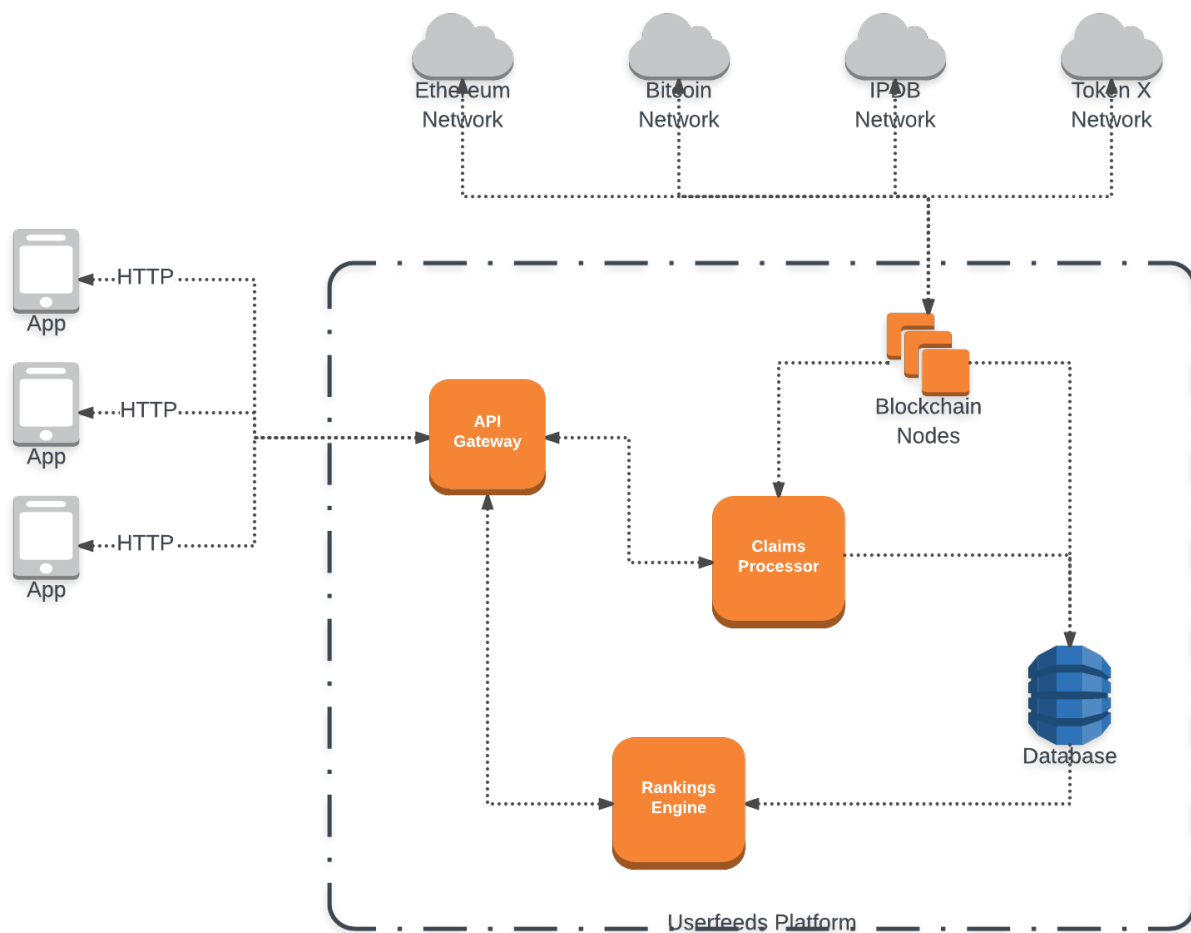 Ethereum
Network
Bitcoin
Network
IPDB
Network
Token X
Network
HTTP
App
HTTP
App
HTTP
App
API
Gateway
Blockchain
Nodes
Claims
Processor
Database
Rankings
Engine
Userfeeds Platform